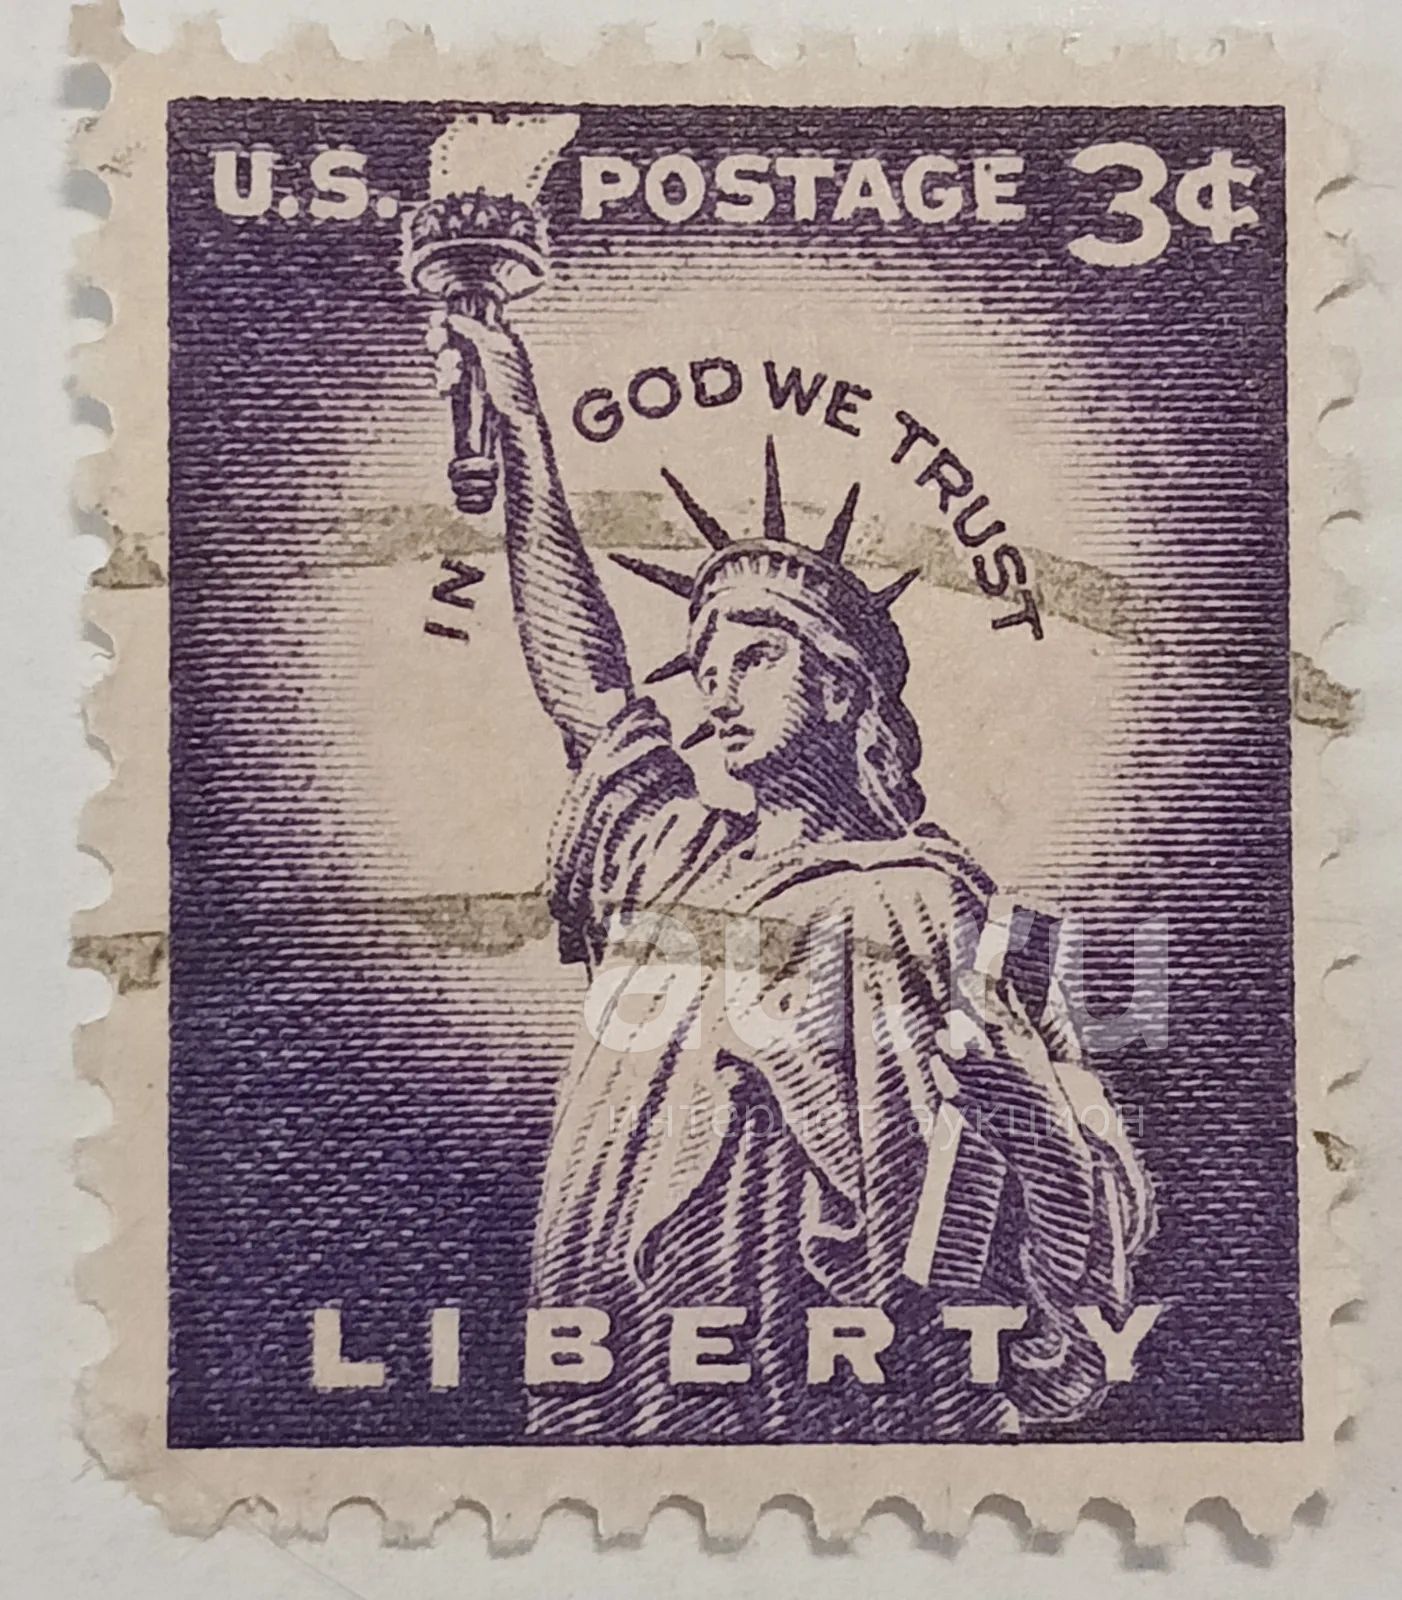 U.S. POSTAGE 3¢
IN GOD WE TRUST
au.ru
интернет аукцион
LIBERTY